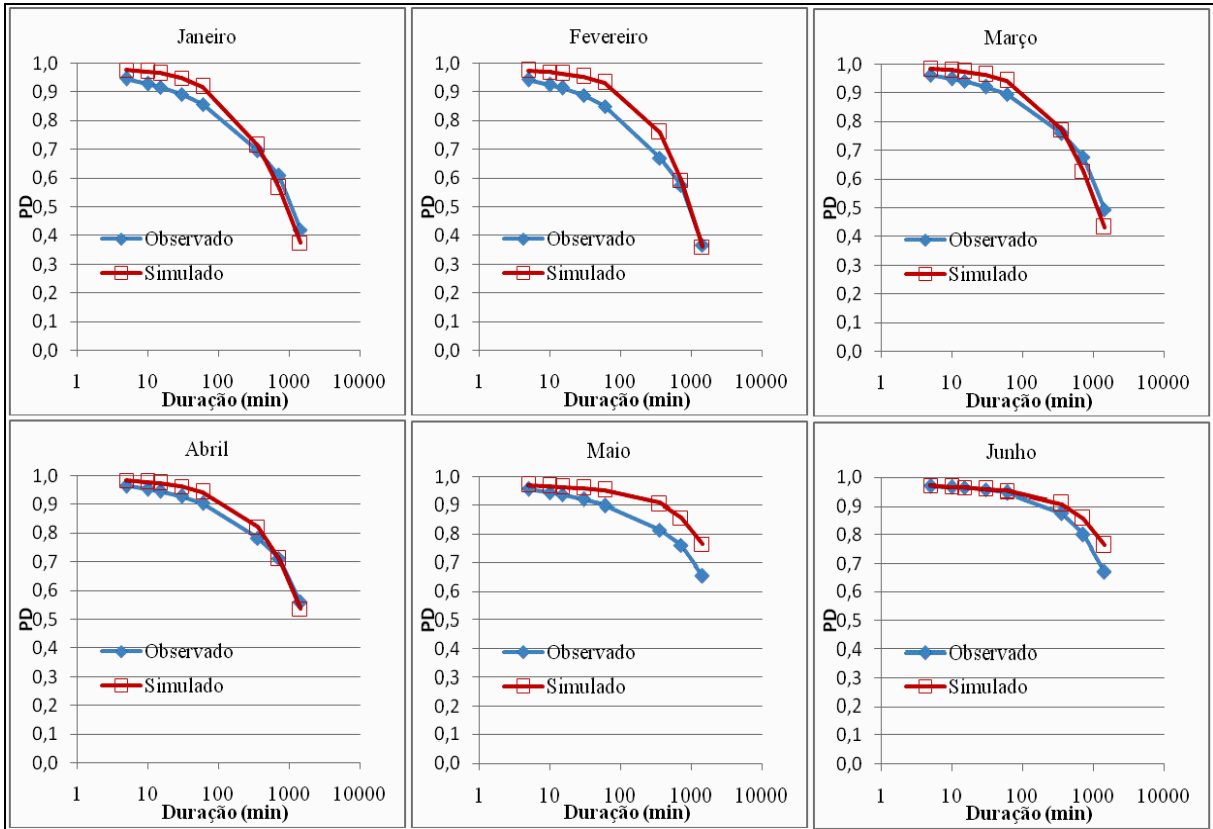 Janeiro
1,0
0,9
0,8
0,7
0,6
0,5
0,4
0,3
0,2
0,1
0,0
PD
Observado
Simulado
1 10 100 1000 10000
Duração (min)
Fevereiro
1,0
0,9
0,8
0,7
0,6
0,5
0,4
0,3
0,2
0,1
0,0
PD
Observado
Simulado
1 10 100 1000 10000
Duração (min)
Março
1,0
0,9
0,8
0,7
0,6
0,5
0,4
0,3
0,2
0,1
0,0
PD
Observado
Simulado
1 10 100 1000 10000
Duração (min)
Abril
1,0
0,9
0,8
0,7
0,6
0,5
0,4
0,3
0,2
0,1
0,0
PD
Observado
Simulado
1 10 100 1000 10000
Duração (min)
Maio
1,0
0,9
0,8
0,7
0,6
0,5
0,4
0,3
0,2
0,1
0,0
PD
Observado
Simulado
1 10 100 1000 10000
Duração (min)
Junho
1,0
0,9
0,8
0,7
0,6
0,5
0,4
0,3
0,2
0,1
0,0
PD
Observado
Simulado
1 10 100 1000 10000
Duração (min)